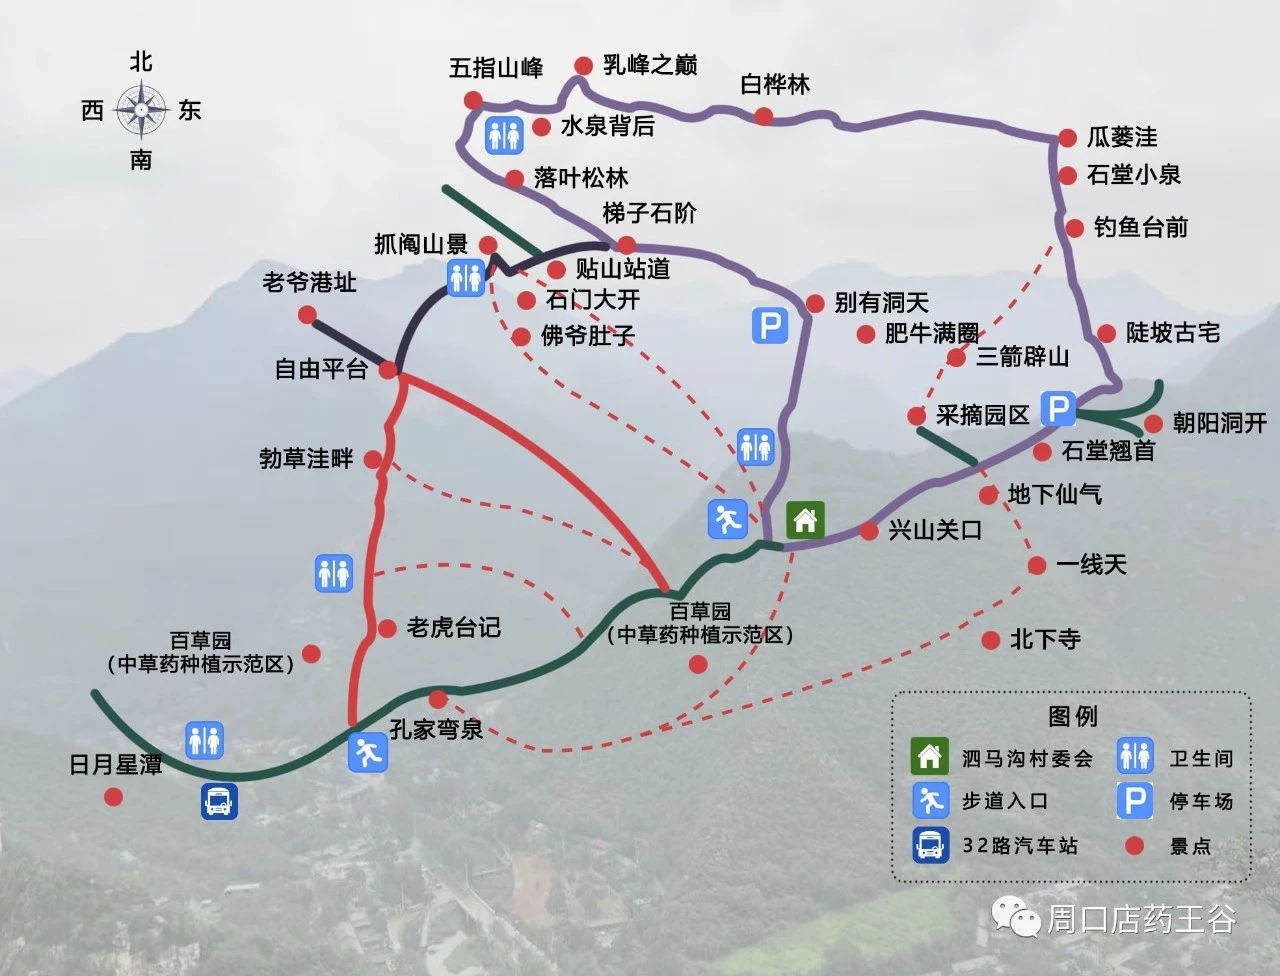 北
西
东
南
五指山峰
乳峰之巅
白桦林
水泉背后
瓜蒌洼
石堂小泉
落叶松林
梯子石阶
钓鱼台前
抓阄山景
贴山站道
老爷港址
石门大开
别有洞天
佛爷肚子
肥牛满圈
陡坡古宅
三箭辟山
自由平台
采摘园区
朝阳洞开
勃草洼畔
石堂翘首
地下仙气
兴山关口
一线天
百草园
(中草药种植示范区)
老虎台记
百草园
(中草药种植示范区)
北下寺
孔家弯泉
日月星潭
图例
泗马沟村委会
卫生间
步道入口
停车场
32路汽车站
景点
周口店药王谷